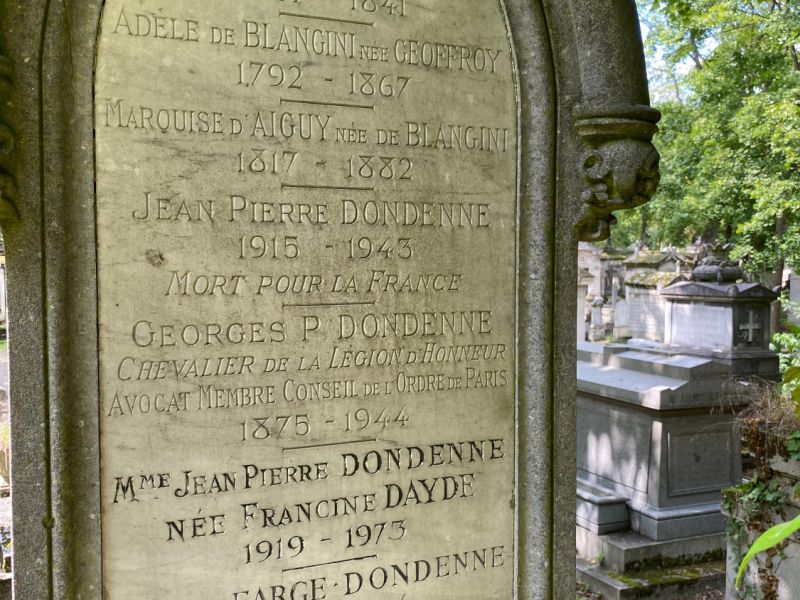 1841
ADÈLE DE BLANGINI NÉE GEOFFROY
1792 - 1867
MARQUISE D'AIGUY NÉE DE BLANGINI
1817 - 1882
JEAN PIERRE DONDENNE
1915 - 1943
MORT POUR LA FRANCE
GEORGES P. DONDENNE
CHEVALIER DE LA LÉGION D'HONNEUR
AVOCAT MEMBRE CONSEIL DE L'ORDRE DE PARIS
1875 - 1944
MME JEAN PIERRE DONDENNE
NÉE FRANCINE DAYDE
1919 - 1973
FARGE-DONDENNE